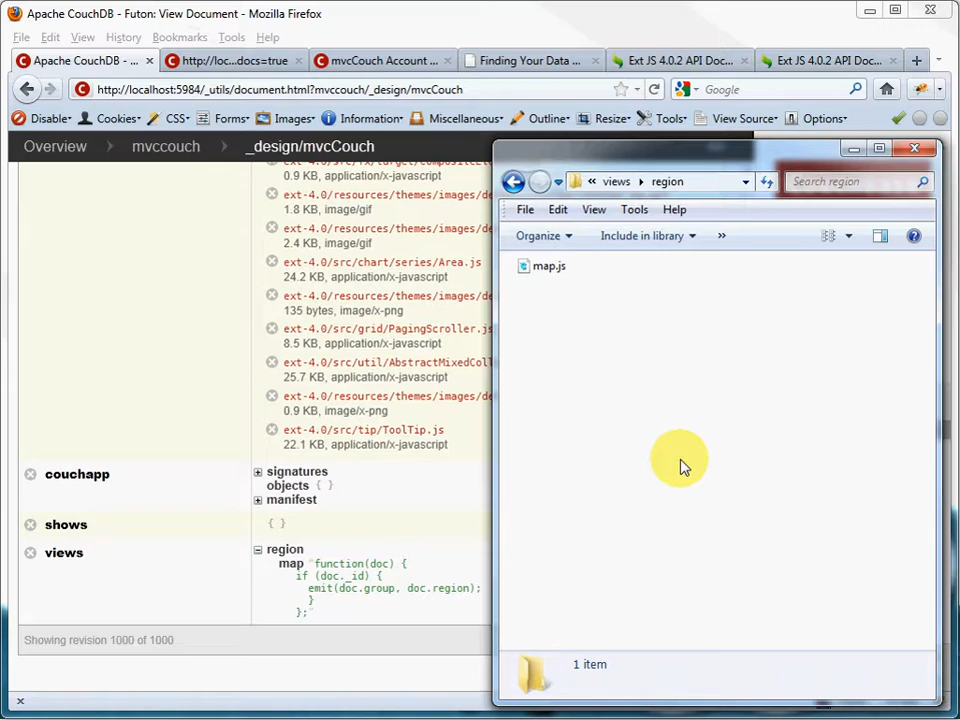 Apache CouchDB - Futon: View Document - Mozilla Firefox
File Edit View History Bookmarks Tools Help
Apache CouchDB - ... http://loc...docs=true mvcCouch Account ... Finding Your Data ... Ext JS 4.0.2 API Doc... Ext JS 4.0.2 API Doc...
http://localhost:5984/_utils/document.html?mvccouch/_design/mvcCouch Google
Disable Cookies CSS Forms Images Information Miscellaneous Outline Resize Tools View Source Options
Overview mvccouch _design/mvcCouch
0.9 KB, application/x-javascript
ext-4.0/resources/themes/images/de
1.8 KB, image/gif
ext-4.0/resources/themes/images/de
2.4 KB, image/gif
ext-4.0/src/chart/series/Area.js
24.2 KB, application/x-javascript
ext-4.0/resources/themes/images/de
135 bytes, image/x-png
ext-4.0/src/grid/PagingScroller.js
8.5 KB, application/x-javascript
ext-4.0/src/util/AbstractMixedColl
25.7 KB, application/x-javascript
ext-4.0/resources/themes/images/de
0.9 KB, image/x-png
ext-4.0/src/tip/ToolTip.js
22.1 KB, application/x-javascript
couchapp
signatures
objects { }
manifest
shows { }
views
region
map "function(doc) {
if (doc._id) {
emit(doc.group, doc.region);
}
};"
Showing revision 1000 of 1000
« views region Search region
File Edit View Tools Help
Organize Include in library »
map.js
1 item